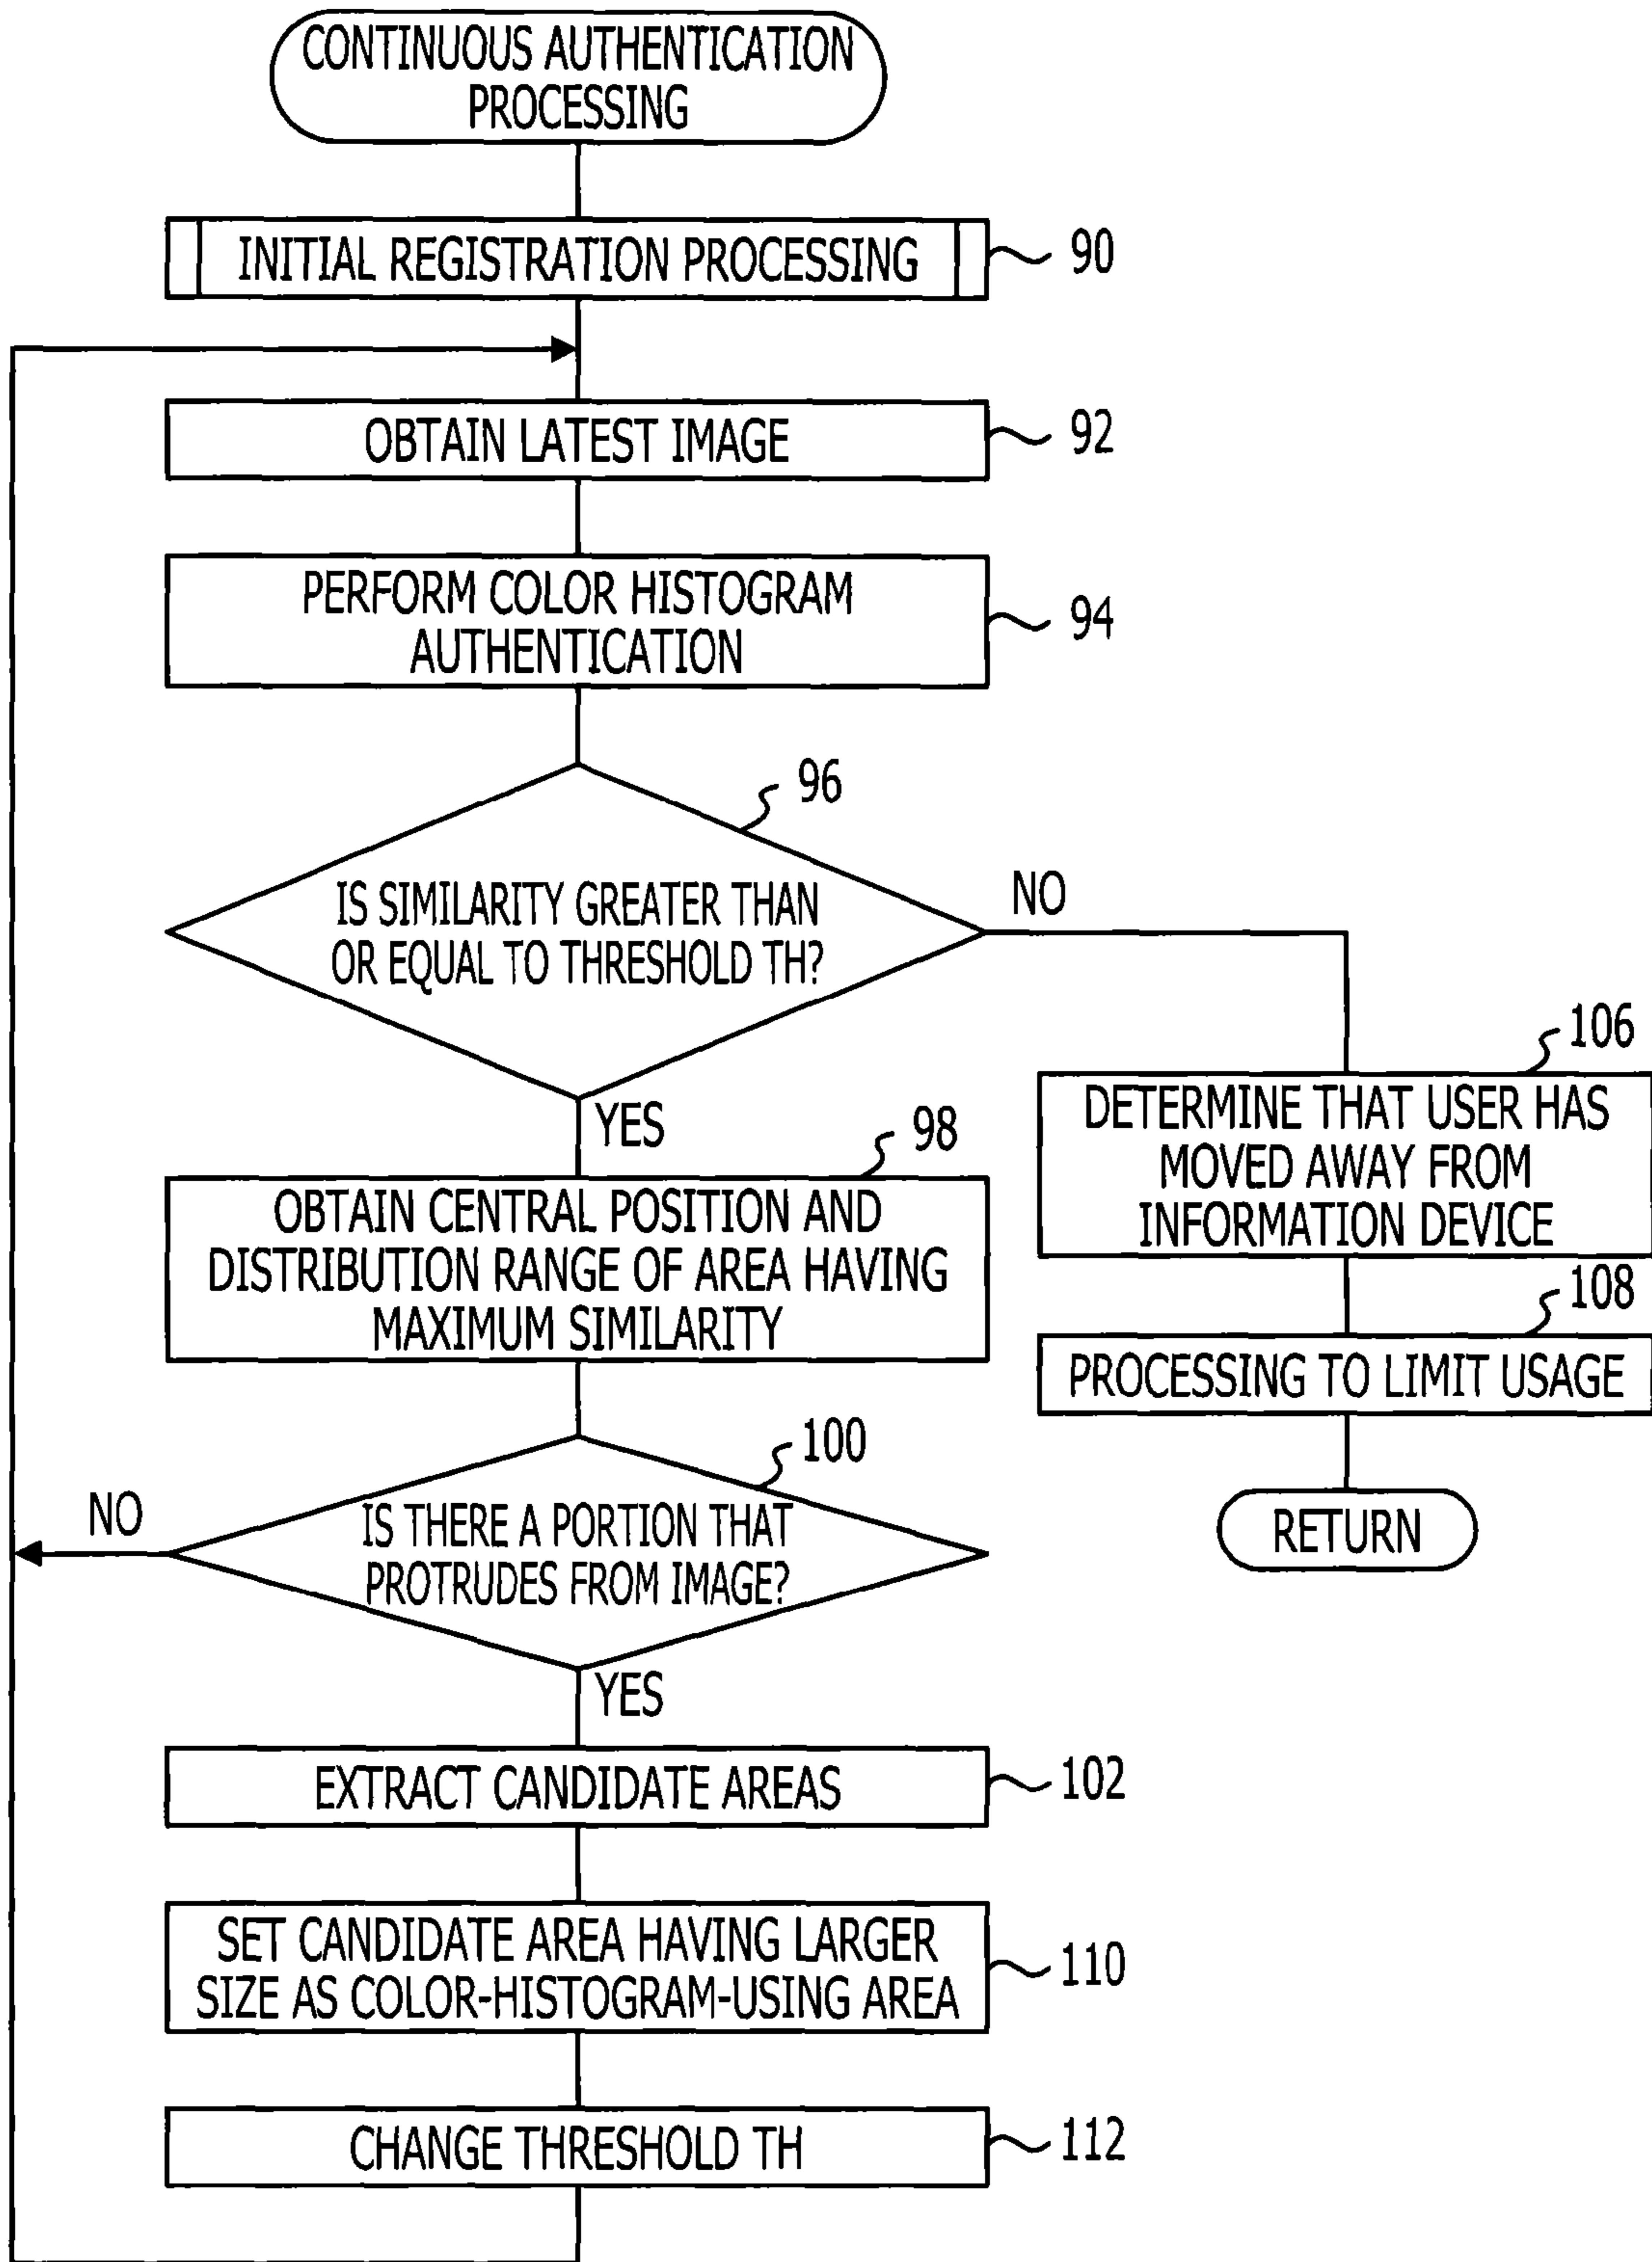 CONTINUOUS AUTHENTICATION
PROCESSING
INITIAL REGISTRATION PROCESSING
90
OBTAIN LATEST IMAGE
92
PERFORM COLOR HISTOGRAM
AUTHENTICATION
94
96
IS SIMILARITY GREATER THAN
OR EQUAL TO THRESHOLD TH?
NO
YES
106
DETERMINE THAT USER HAS
MOVED AWAY FROM
INFORMATION DEVICE
98
OBTAIN CENTRAL POSITION AND
DISTRIBUTION RANGE OF AREA HAVING
MAXIMUM SIMILARITY
108
PROCESSING TO LIMIT USAGE
RETURN
100
IS THERE A PORTION THAT
PROTRUDES FROM IMAGE?
NO
YES
EXTRACT CANDIDATE AREAS
102
SET CANDIDATE AREA HAVING LARGER
SIZE AS COLOR-HISTOGRAM-USING AREA
110
CHANGE THRESHOLD TH
112